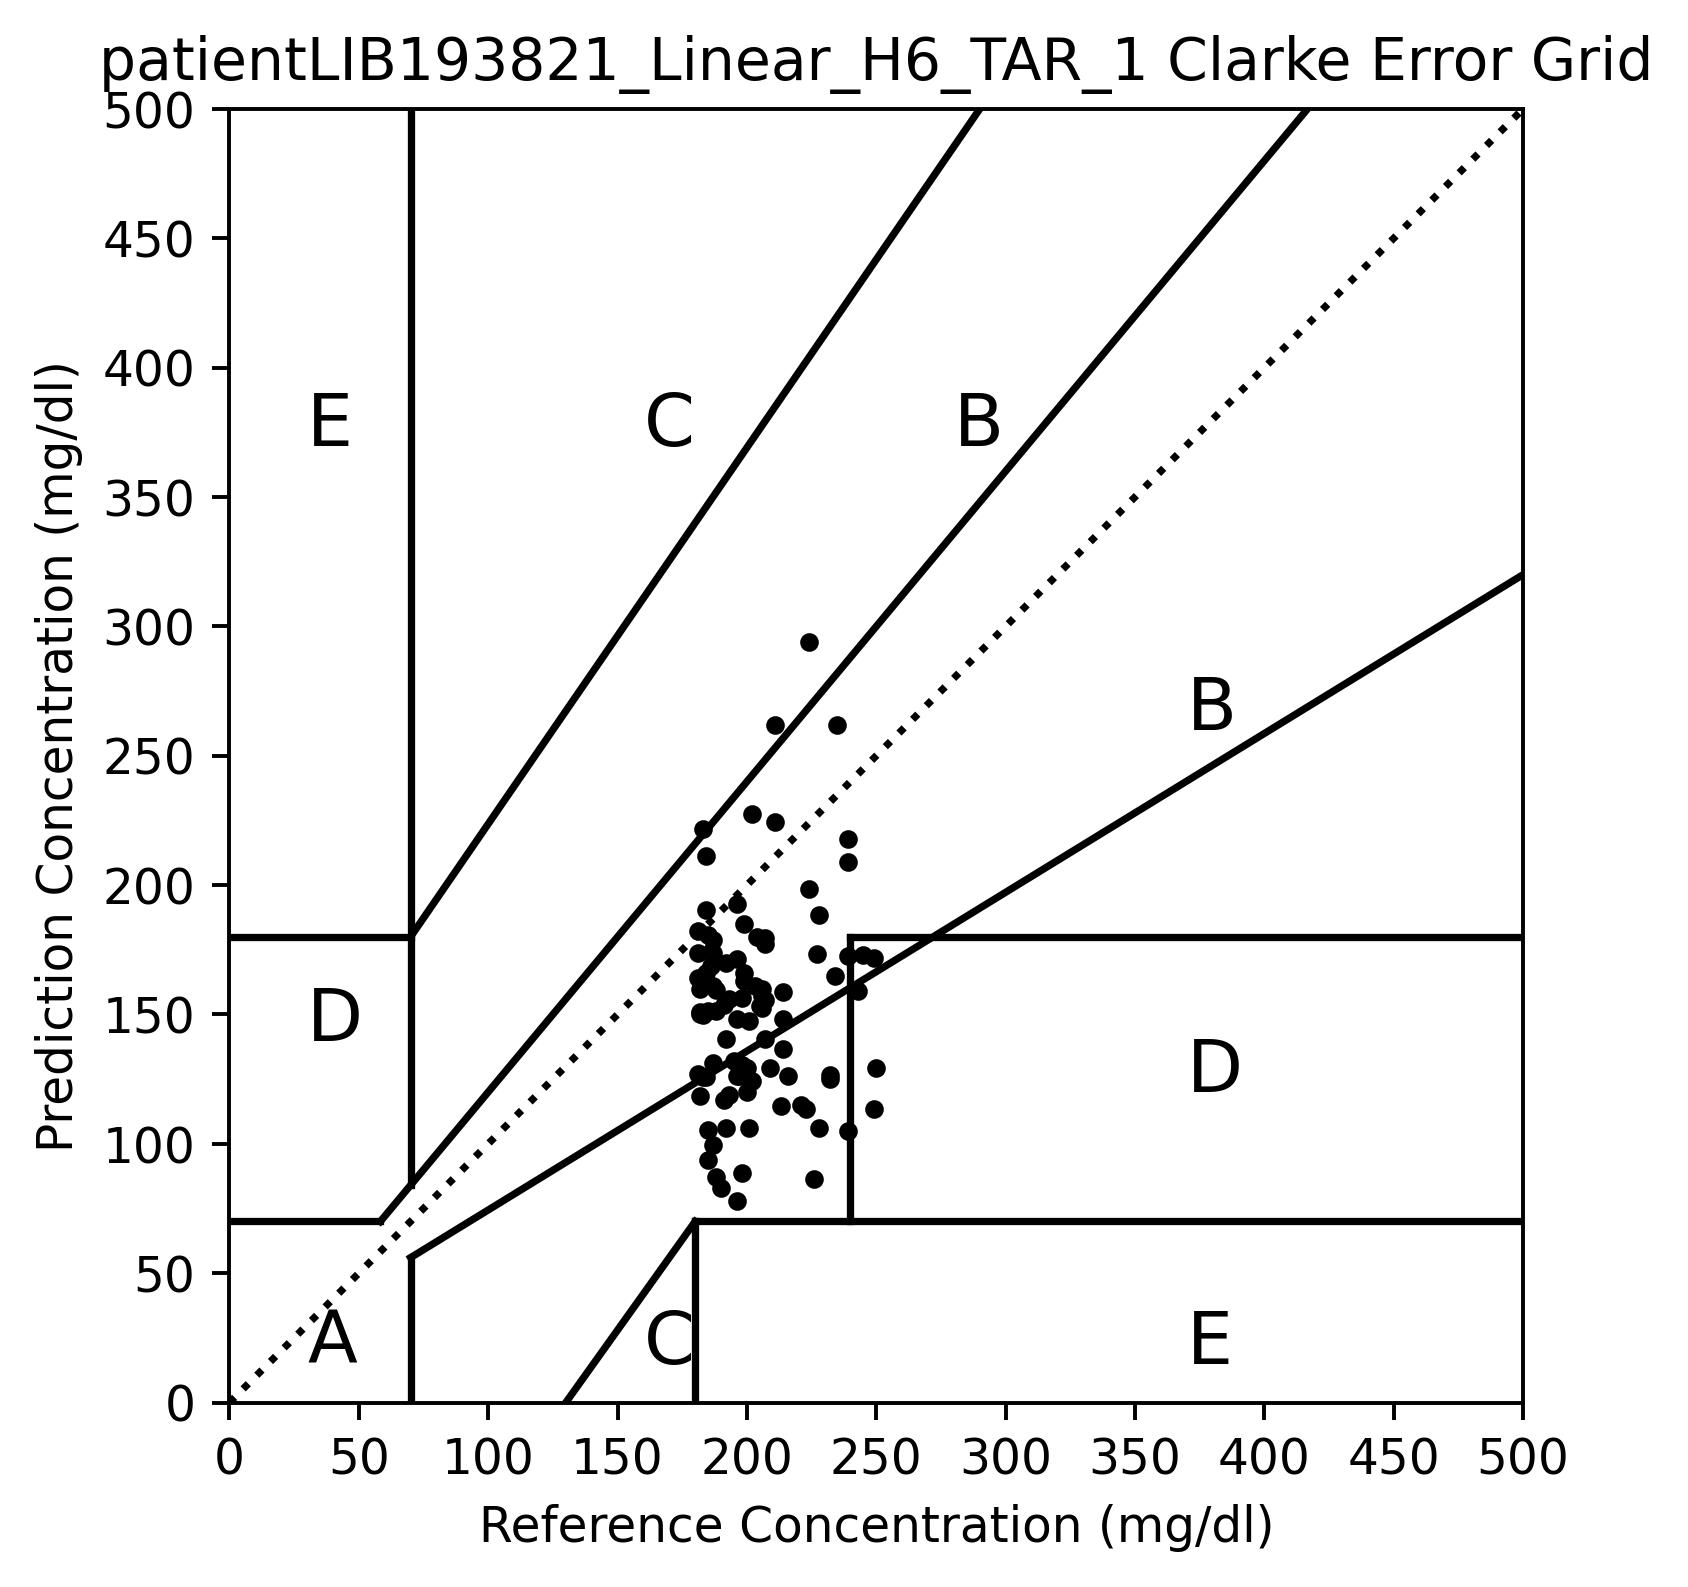 patientLIB193821_Linear_H6_TAR_1 Clarke Error Grid
Prediction Concentration (mg/dl)
500
450
400
350
300
250
200
150
100
50
0
E
C
B
B
D
D
A
C
E
0 50 100 150 200 250 300 350 400 450 500
Reference Concentration (mg/dl)